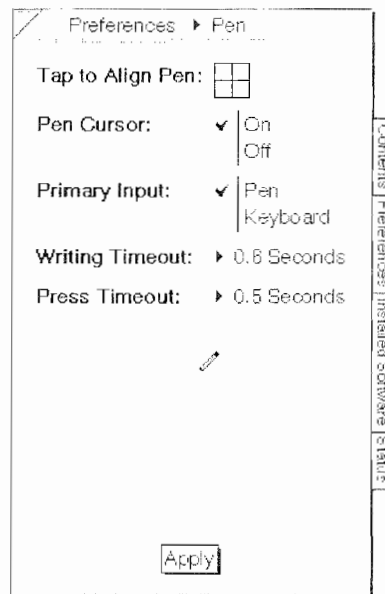 Preferences ▸ Pen
Tap to Align Pen:
Pen Cursor: ✓ On
Off
Primary Input: ✓ Pen
Keyboard
Writing Timeout: ▸ 0.6 Seconds
Press Timeout: ▸ 0.5 Seconds
Apply
Contents
Preferences
Installed Software
Status